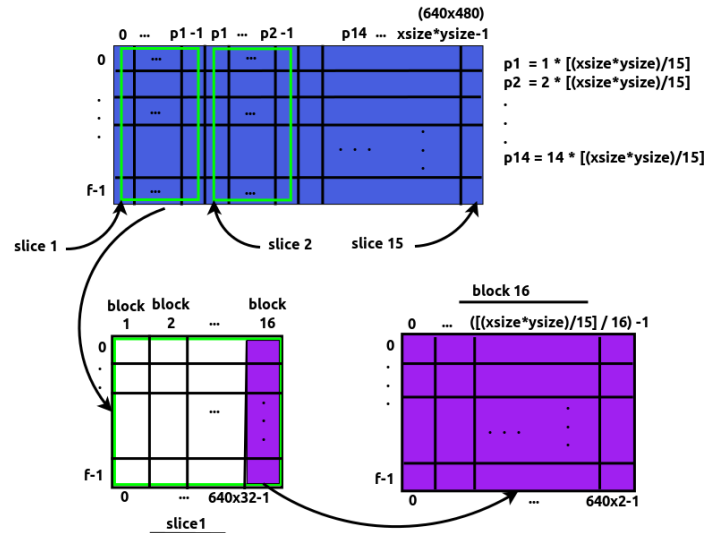 (640x480)
0 ... p1 -1 p1 ... p2 -1 p14 ... xsize*ysize-1
0 ... ...
p1 = 1 * [(xsize*ysize)/15]
p2 = 2 * [(xsize*ysize)/15]
.
.
.
p14 = 14 * [(xsize*ysize)/15]
.
.
.
... ...
. . .
.
.
.
f-1 ... ...
slice 1
slice 2
slice 15
block 1
block 2
...
block 16
0
.
.
.
...
.
.
.
f-1
0 ... 640x32-1
slice1
block 16
0 ... ([(xsize*ysize)/15] / 16) -1
0
.
.
.
. . .
.
.
.
f-1
0 ... 640x2-1